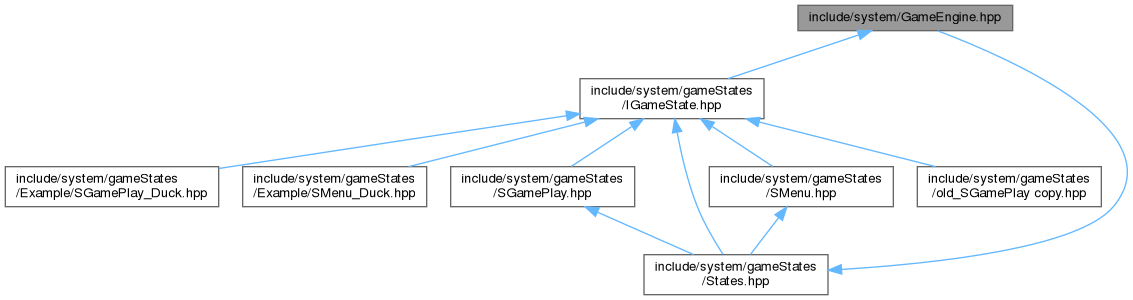 include/system/GameEngine.hpp
include/system/gameStates
/IGameState.hpp
include/system/gameStates
/Example/SGamePlay_Duck.hpp
include/system/gameStates
/Example/SMenu_Duck.hpp
include/system/gameStates
/SGamePlay.hpp
include/system/gameStates
/SMenu.hpp
include/system/gameStates
/old_SGamePlay copy.hpp
include/system/gameStates
/States.hpp